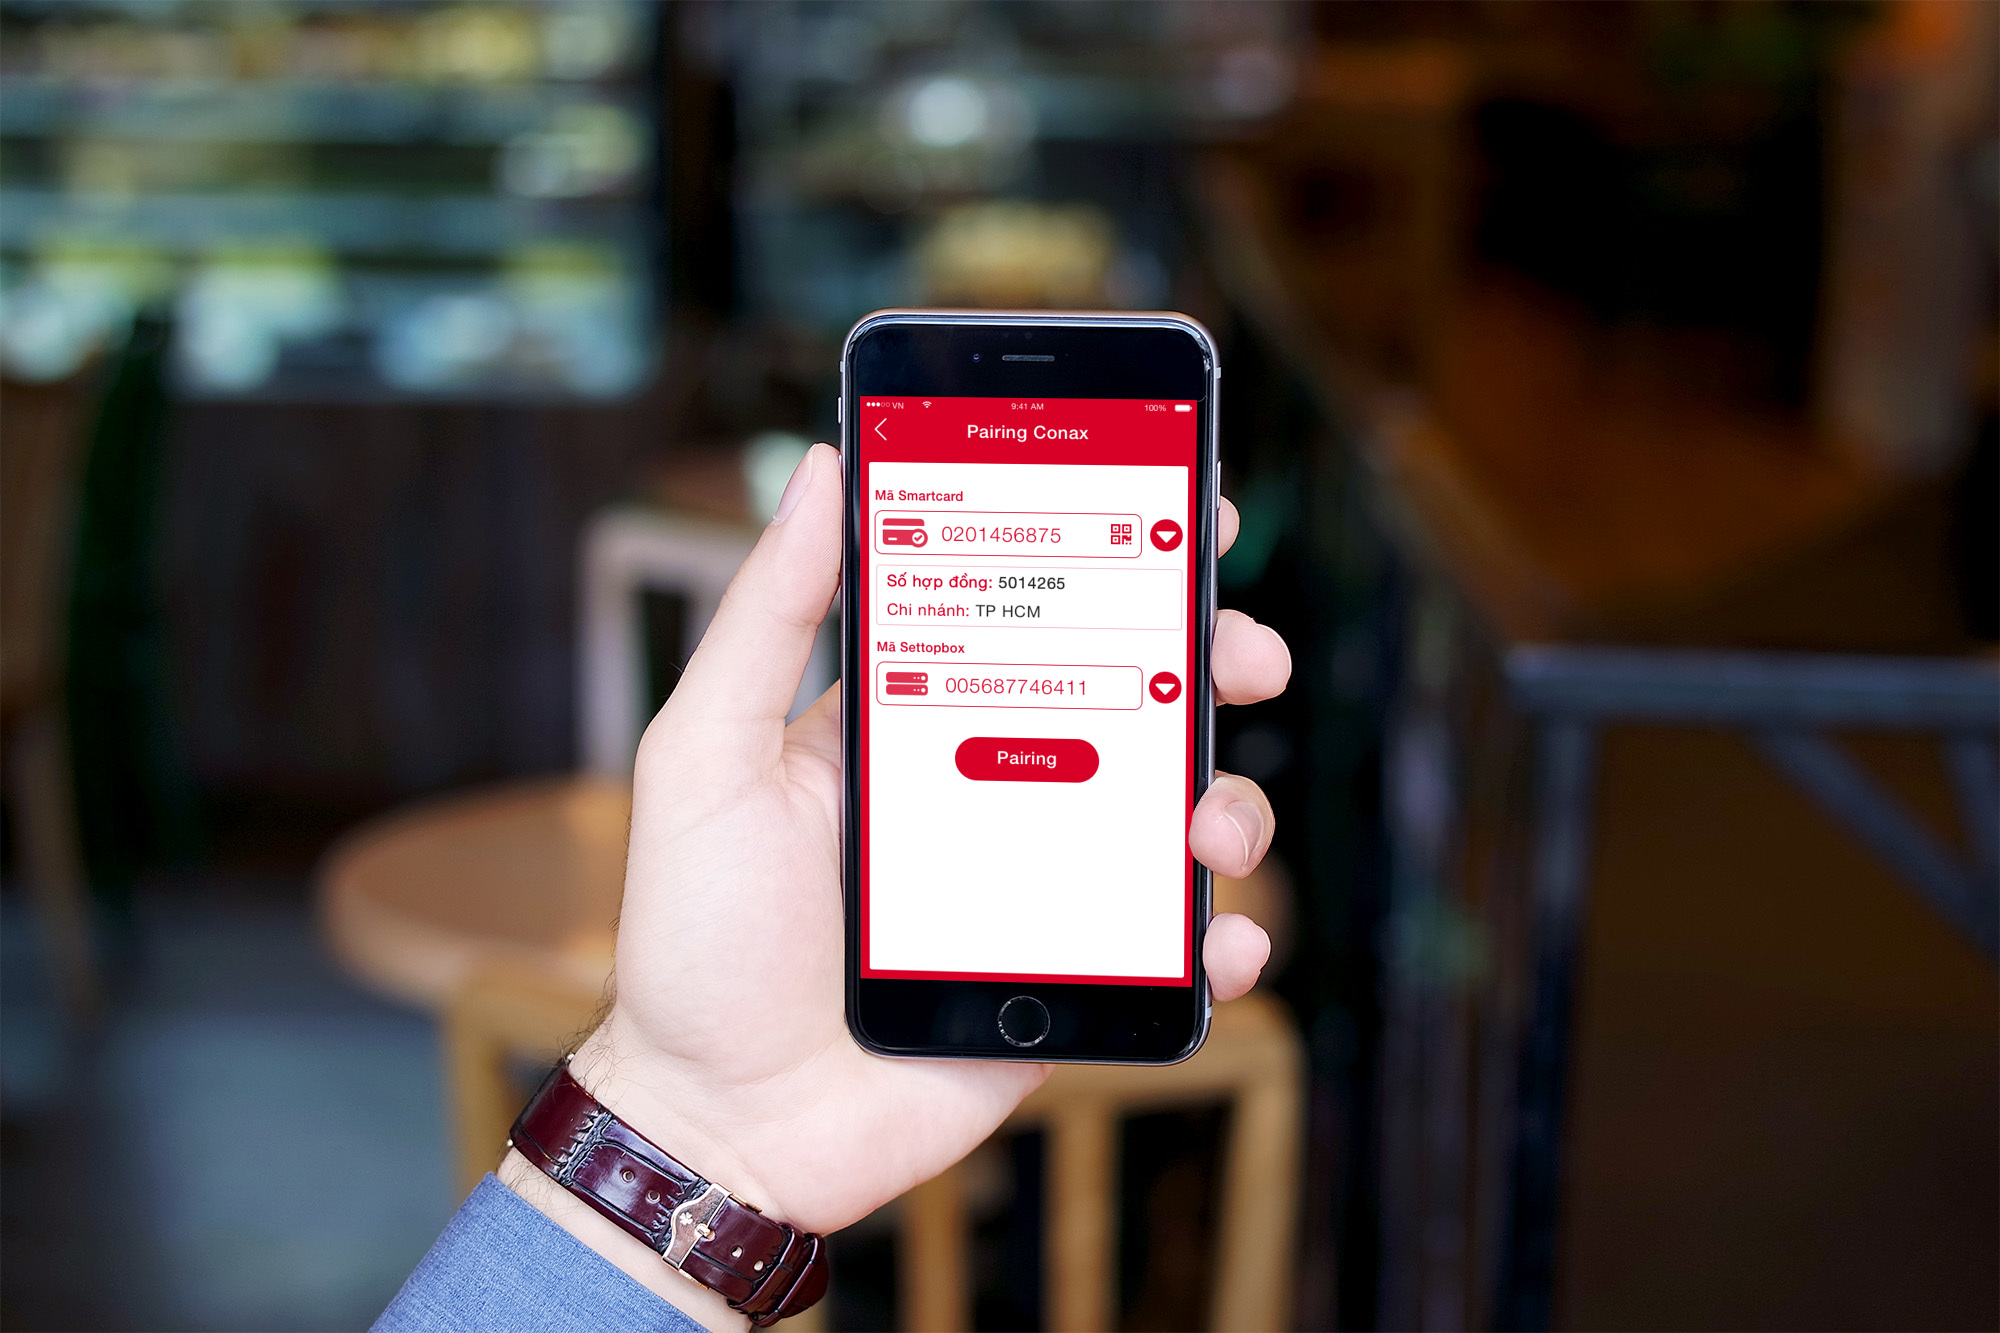 VN 9:41 AM 100%
Pairing Conax
Mã Smartcard
0201456875
Số hợp đồng: 5014265
Chi nhánh: TP HCM
Mã Settopbox
005687746411
Pairing